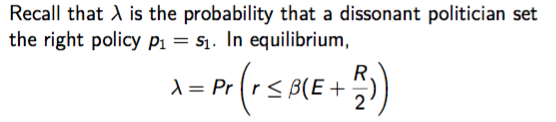 Recall that λ is the probability that a dissonant politician set
the right policy p₁ = s₁. In equilibrium,
λ = Pr ( r ≤ β(E + R/2) )